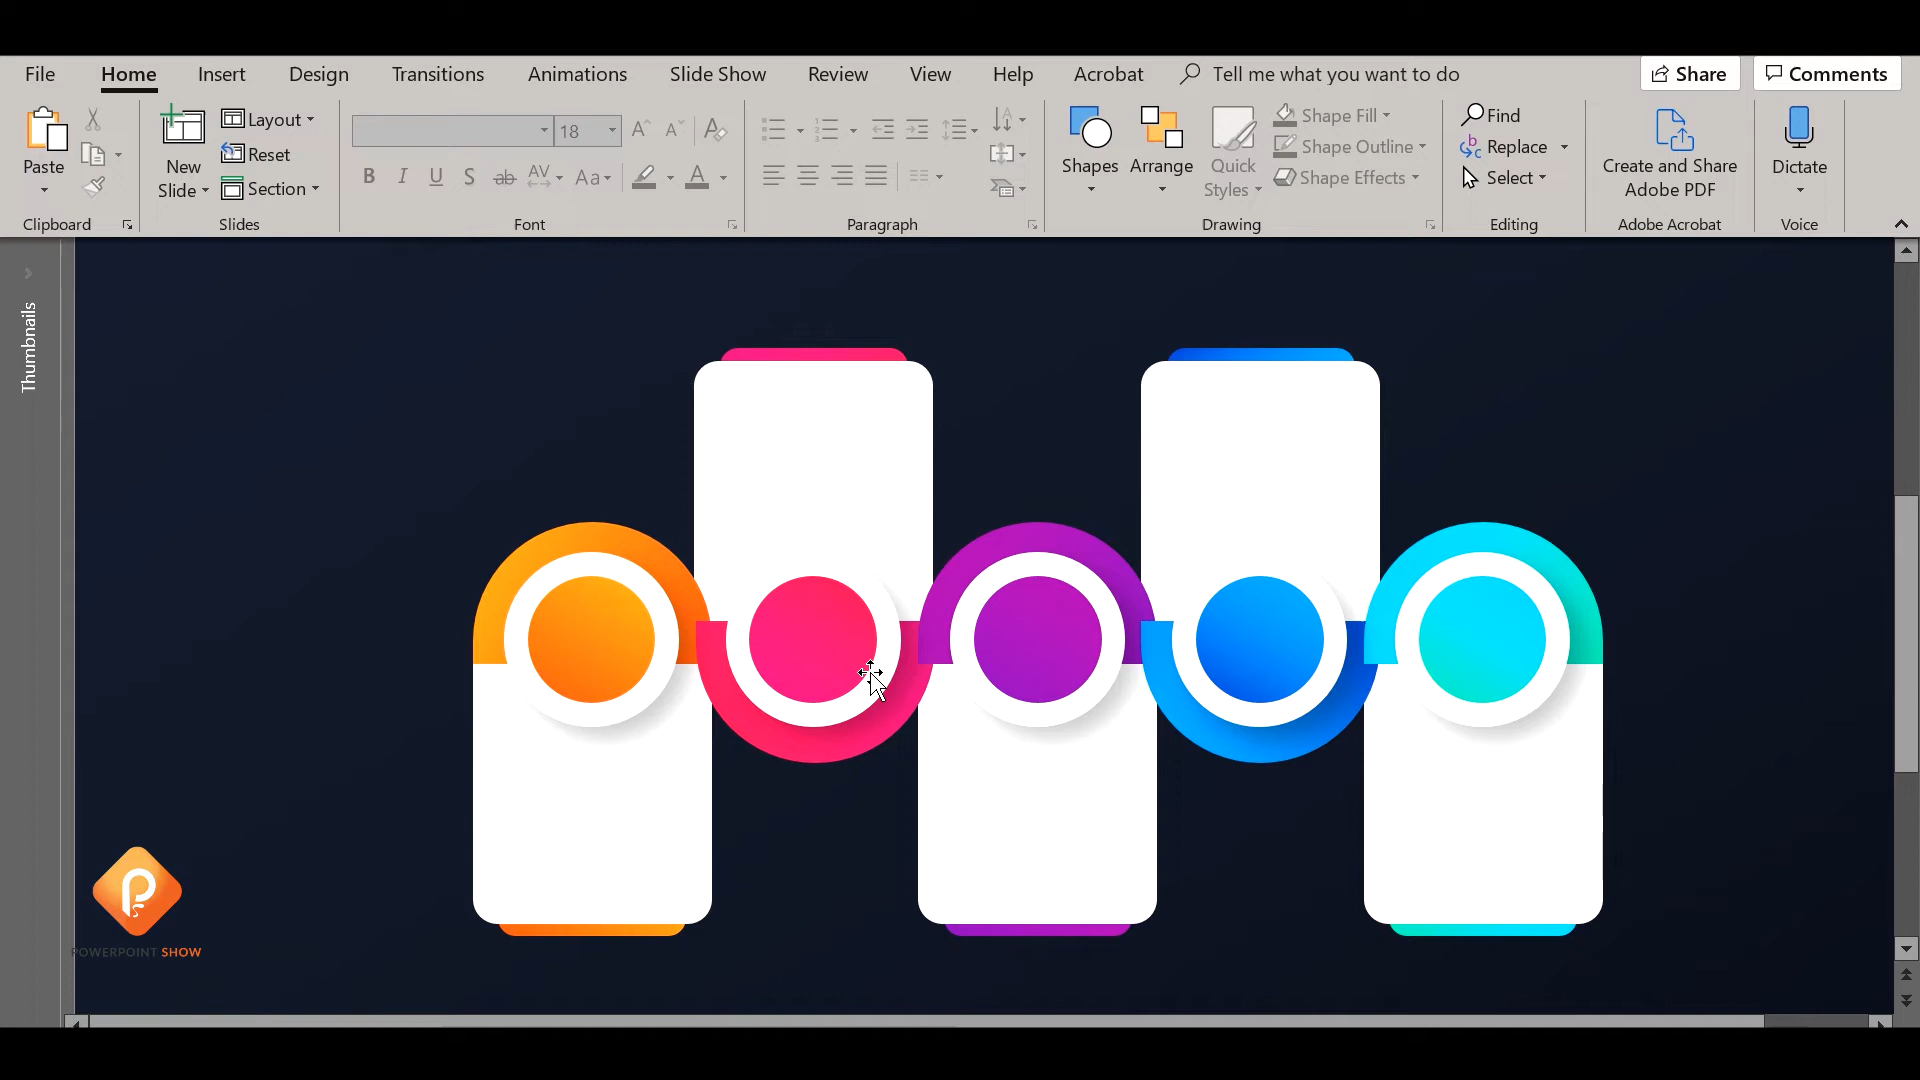 File Home Insert Design Transitions Animations Slide Show Review View Help Acrobat Tell me what you want to do Share Comments
Paste
Clipboard
New
Slide
Layout
Reset
Section
Slides
18
B I U S ab AV Aa A
Font
Paragraph
Shapes
Arrange
Quick
Styles
Shape Fill
Shape Outline
Shape Effects
Drawing
Find
Replace
Select
Editing
Create and Share
Adobe PDF
Adobe Acrobat
Dictate
Voice
Thumbnails
POWERPOINT SHOW